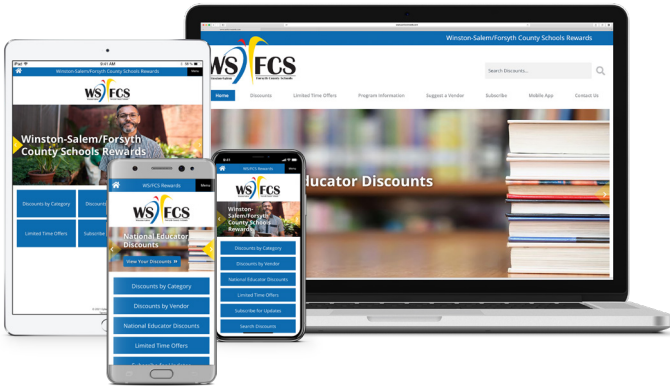 Winston-Salem/Forsyth County Schools Rewards
WS/FCS
Winston-Salem Forsyth County Schools
Search Discounts...
Home Discounts Limited Time Offers Program Information Suggest a Vendor Subscribe Mobile App Contact Us
ducator Discounts
iPad 9:41 AM
Winston-Salem/Forsyth County Schools Rewards Menu
WS/FCS
Winston-Salem/Forsyth
County Schools Rewards
Discounts by Category
Discount
Limited Time Offers
Subscribe
WS/FCS Rewards Menu
WS/FCS
National Educator
Discounts
View Your Discounts »
Discounts by Category
Discounts by Vendor
National Educator Discounts
Limited Time Offers
Subscribe for Updates
9:41
WS/FCS Rewards Menu
WS/FCS
Winston-
Salem/Forsyth
County Schools
Rewards
Discounts by Category
Discounts by Vendor
National Educator Discounts
Limited Time Offers
Subscribe for Updates
Search Discounts